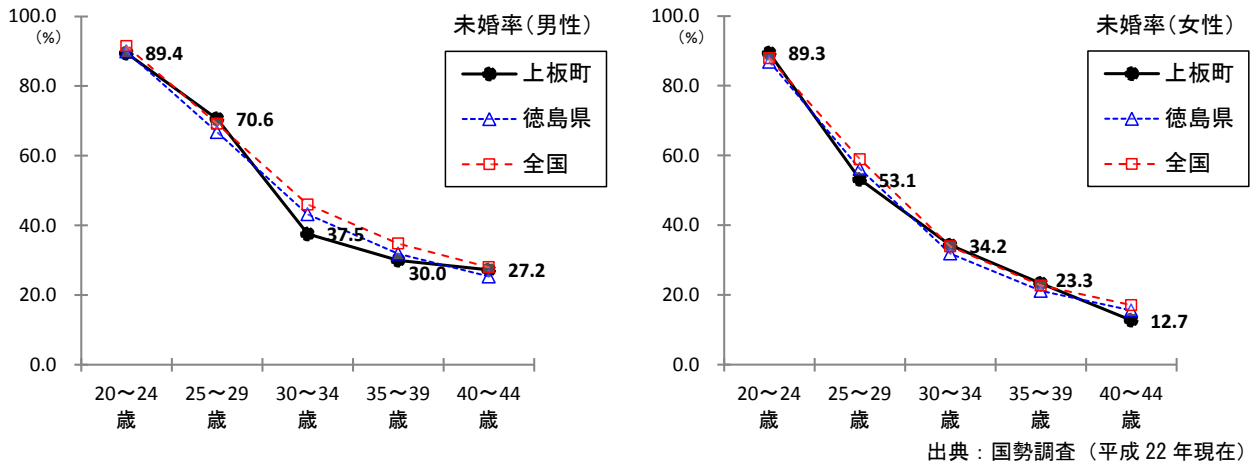 未婚率（男性）
100.0
（%）
80.0
60.0
40.0
20.0
0.0
上板町
徳島県
全国
89.4
70.6
37.5
30.0
27.2
20～24
歳
25～29
歳
30～34
歳
35～39
歳
40～44
歳
未婚率（女性）
100.0
（%）
80.0
60.0
40.0
20.0
0.0
上板町
徳島県
全国
89.3
53.1
34.2
23.3
12.7
20～24
歳
25～29
歳
30～34
歳
35～39
歳
40～44
歳
出典：国勢調査（平成 22 年現在）